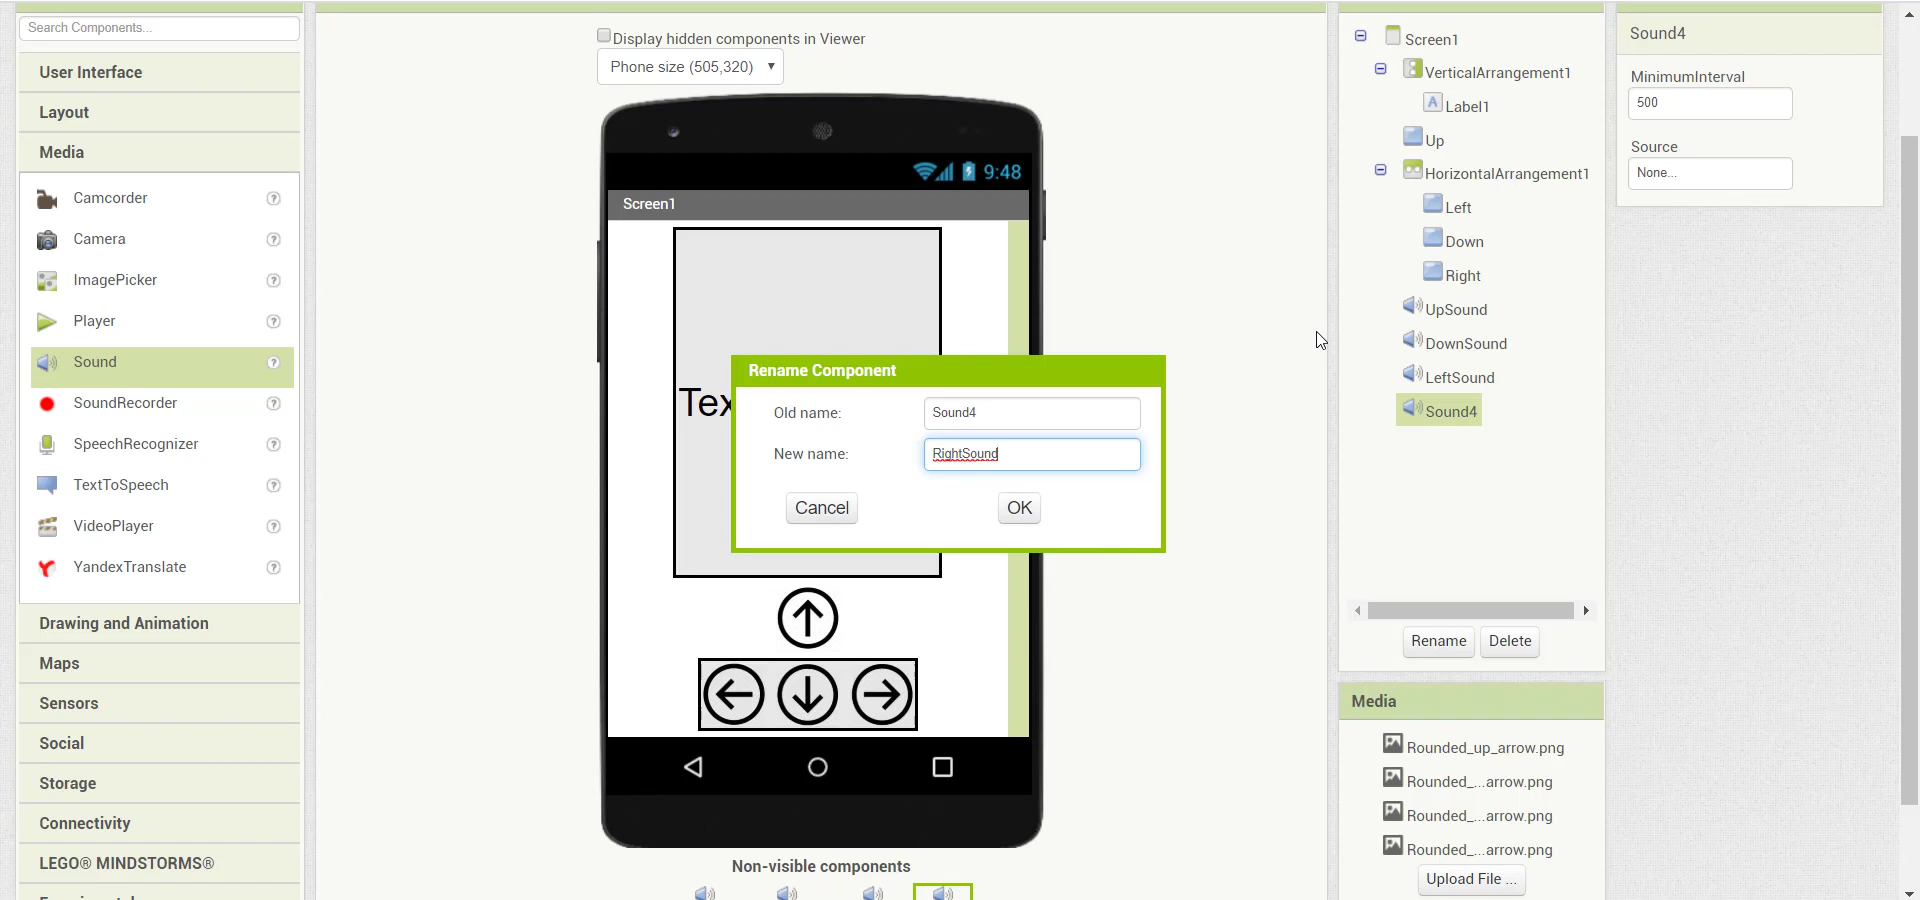 Search Components...
User Interface
Layout
Media
Camcorder
Camera
ImagePicker
Player
Sound
SoundRecorder
SpeechRecognizer
TextToSpeech
VideoPlayer
YandexTranslate
Drawing and Animation
Maps
Sensors
Social
Storage
Connectivity
LEGO® MINDSTORMS®
Display hidden components in Viewer
Phone size (505,320)
9:48
Screen1
Tex
Rename Component
Old name:
Sound4
New name:
RightSound
Cancel
OK
Non-visible components
Screen1
VerticalArrangement1
A Label1
Up
HorizontalArrangement1
Left
Down
Right
UpSound
DownSound
LeftSound
Sound4
Rename
Delete
Media
Rounded_up_arrow.png
Rounded_...arrow.png
Rounded_...arrow.png
Rounded_...arrow.png
Upload File ...
Sound4
MinimumInterval
500
Source
None...